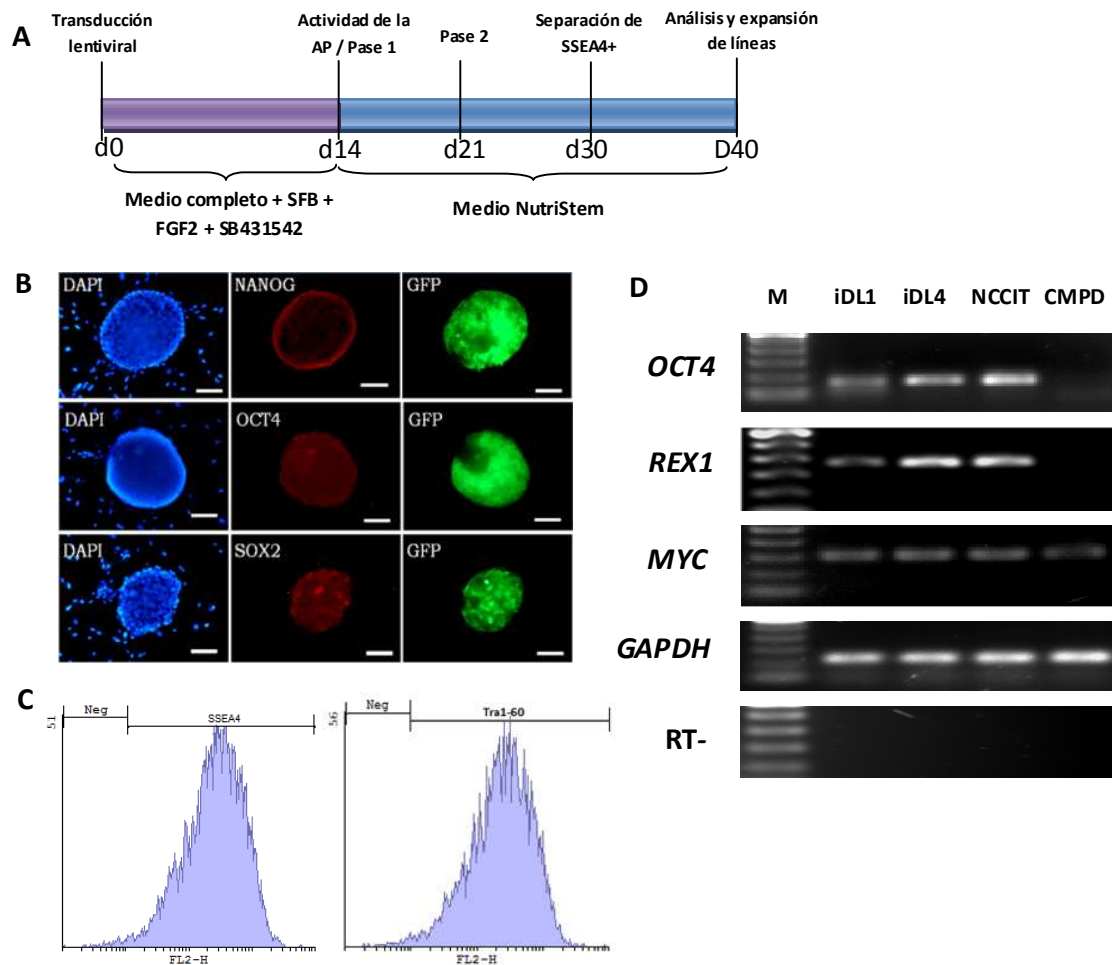 A
Transducción
lentiviral
Actividad de la
AP / Pase 1
Pase 2
Separación de
SSEA4+
Análisis y expansión
de líneas
d0
d14
d21
d30
D40
Medio completo + SFB +
FGF2 + SB431542
Medio NutriStem
B
DAPI
NANOG
GFP
DAPI
OCT4
GFP
DAPI
SOX2
GFP
C
51
Neg
SSEA4
FL2-H
56
Neg
Tra1-60
FL2-H
D
M
iDL1
iDL4
NCCIT
CMPD
OCT4
REX1
MYC
GAPDH
RT-